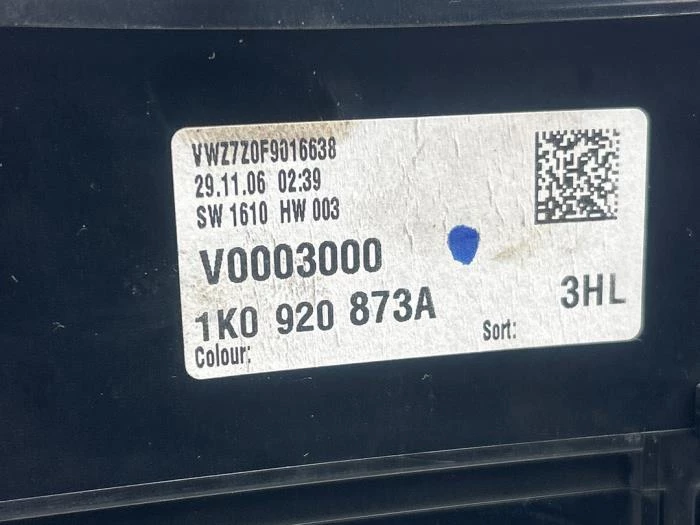 VWZ7Z0F9016638
29.11.06 02:39
SW 1610 HW 003
V0003000
1K0 920 873A
3HL
Colour:
Sort: